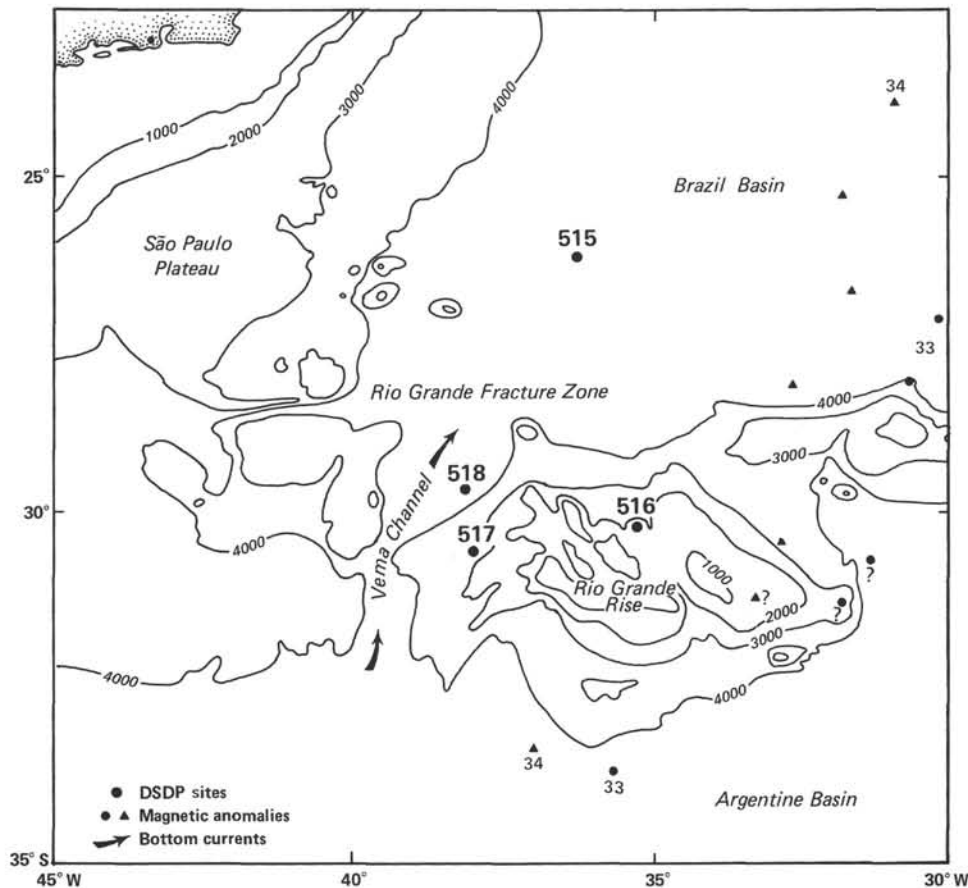 34
1000
2000
3000
4000
25°
Brazil Basin
São Paulo
Plateau
515
33
Rio Grande Fracture Zone
4000
3000
518
516
30°
517
Vema Channel
4000
1000
?
?
Rio Grande
Rise
2000
?
3000
4000
4000
34
33
DSDP sites
Magnetic anomalies
Bottom currents
Argentine Basin
35° S
45° W
40°
35°
30° W